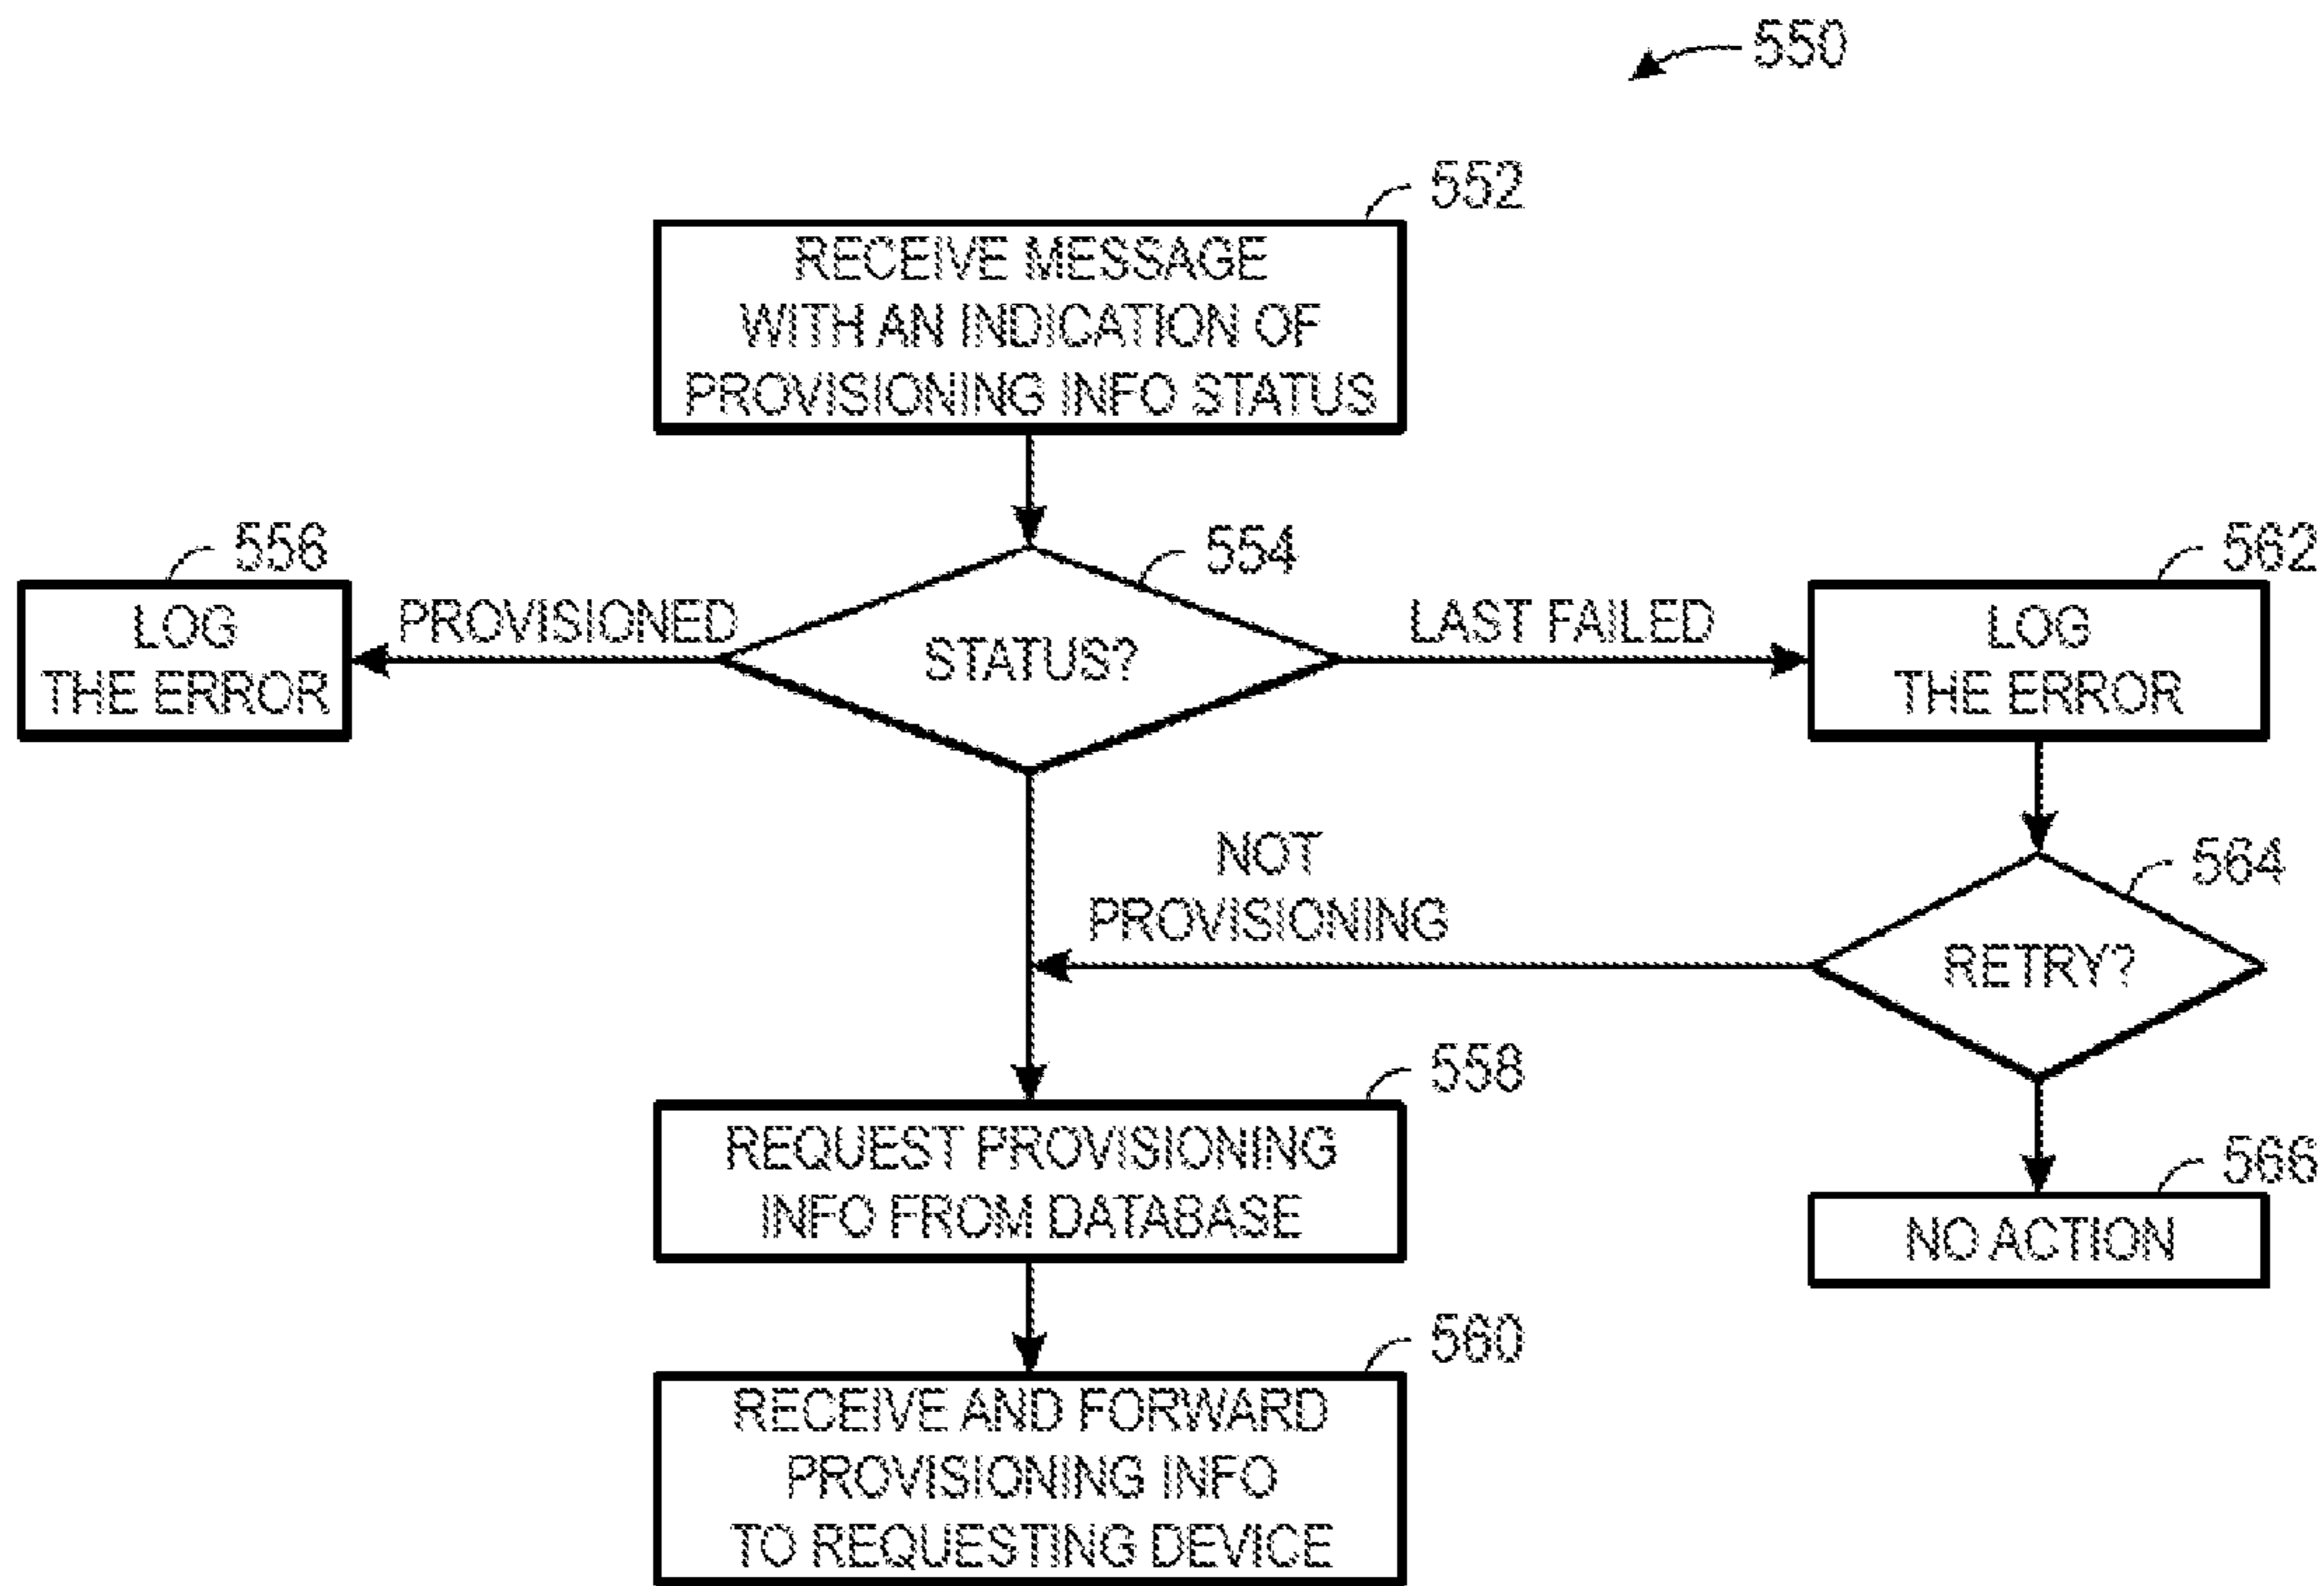 550
552
RECEIVE MESSAGE
WITH AN INDICATION OF
PROVISIONING INFO STATUS
556
LOG
THE ERROR
PROVISIONED
554
STATUS?
LAST FAILED
562
LOG
THE ERROR
NOT
PROVISIONING
564
RETRY?
558
REQUEST PROVISIONING
INFO FROM DATABASE
566
NO ACTION
560
RECEIVE AND FORWARD
PROVISIONING INFO
TO REQUESTING DEVICE